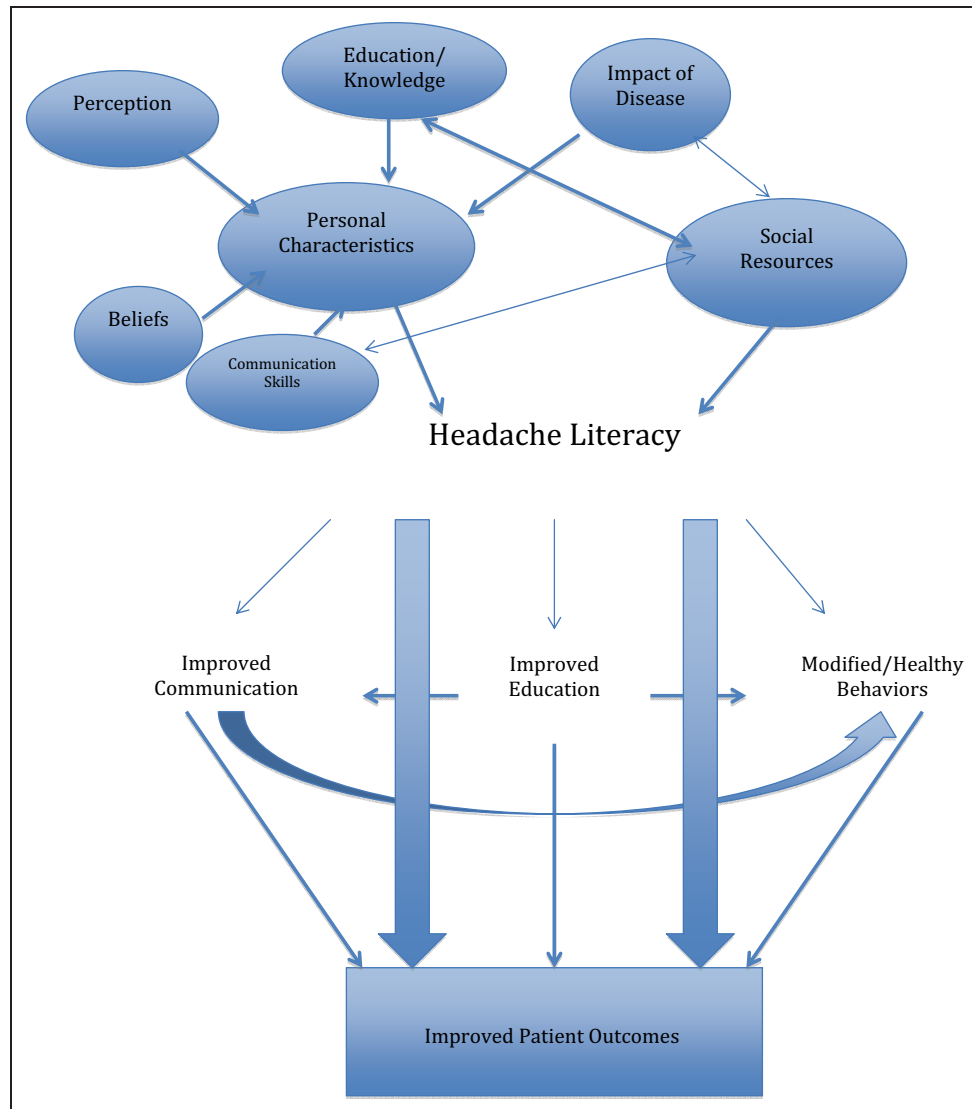 Education/
Knowledge
Impact of
Disease
Perception
Personal
Characteristics
Social
Resources
Beliefs
Communication
Skills
Headache Literacy
Improved
Communication
Improved
Education
Modified/Healthy
Behaviors
Improved Patient Outcomes